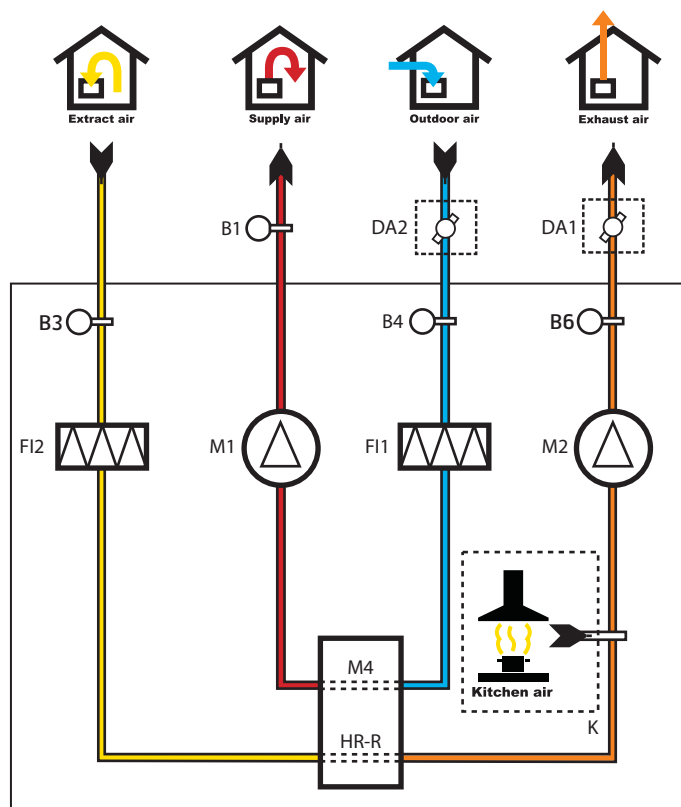 Extract air
Supply air
Outdoor air
Exhaust air
B1
DA2
DA1
B3
B4
B6
FI2
M1
FI1
M2
M4
Kitchen air
K
HR-R